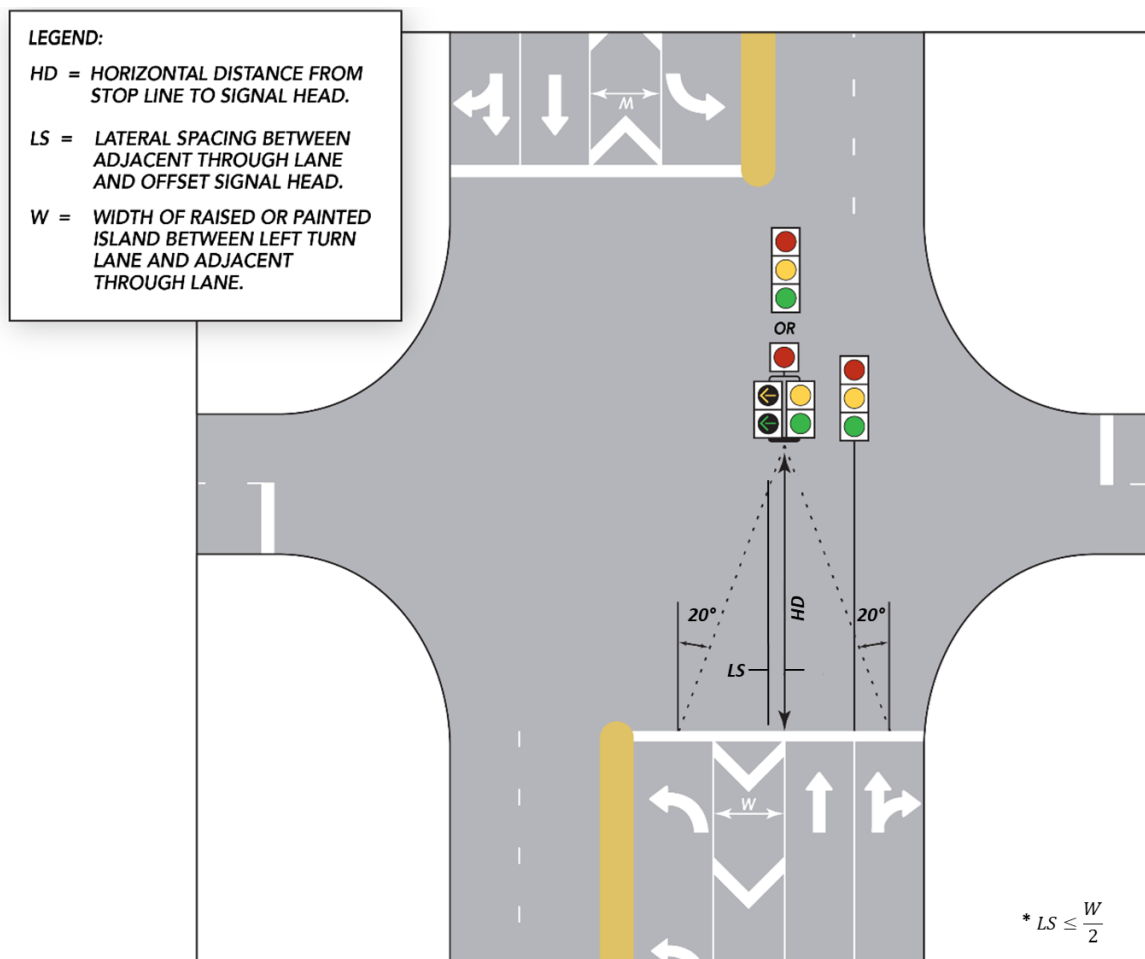 LEGEND:
HD = HORIZONTAL DISTANCE FROM
STOP LINE TO SIGNAL HEAD.
LS = LATERAL SPACING BETWEEN
ADJACENT THROUGH LANE
AND OFFSET SIGNAL HEAD.
W = WIDTH OF RAISED OR PAINTED
ISLAND BETWEEN LEFT TURN
LANE AND ADJACENT
THROUGH LANE.
W
OR
HD
20°
20°
LS
W
* LS ≤ W/2